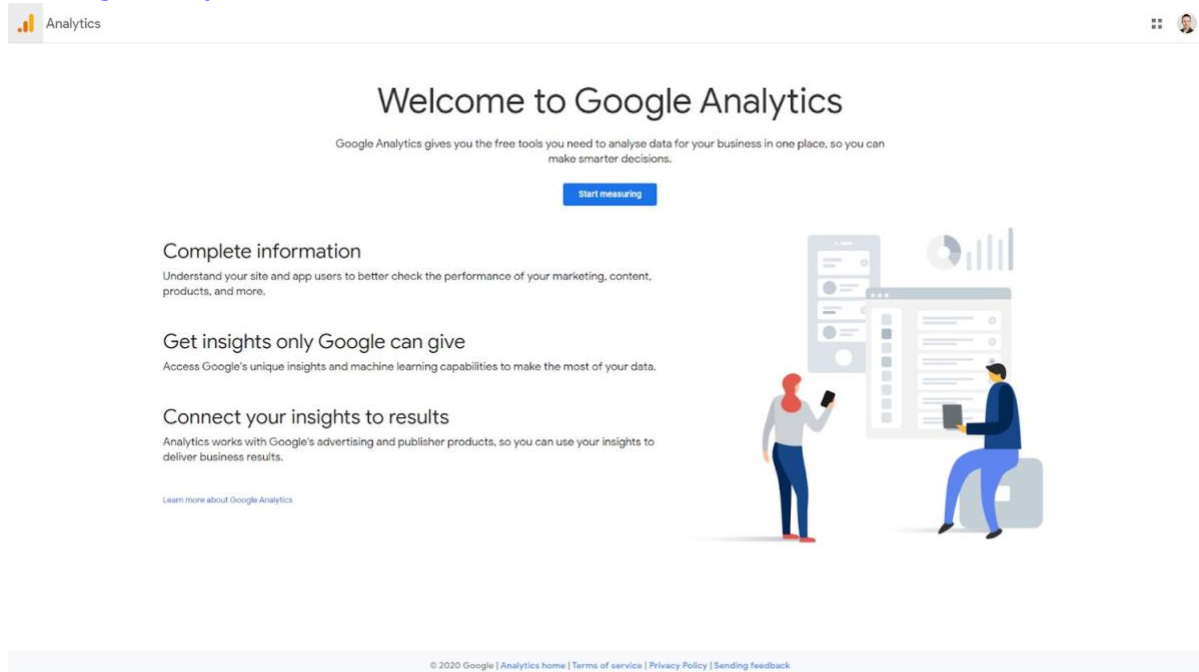 Analytics
Welcome to Google Analytics
Google Analytics gives you the free tools you need to analyse data for your business in one place, so you can
make smarter decisions.
Start measuring
Complete information
Understand your site and app users to better check the performance of your marketing, content,
products, and more.
Get insights only Google can give
Access Google's unique insights and machine learning capabilities to make the most of your data.
Connect your insights to results
Analytics works with Google's advertising and publisher products, so you can use your insights to
deliver business results.
Learn more about Google Analytics
© 2020 Google | Analytics home | Terms of service | Privacy Policy | Sending feedback